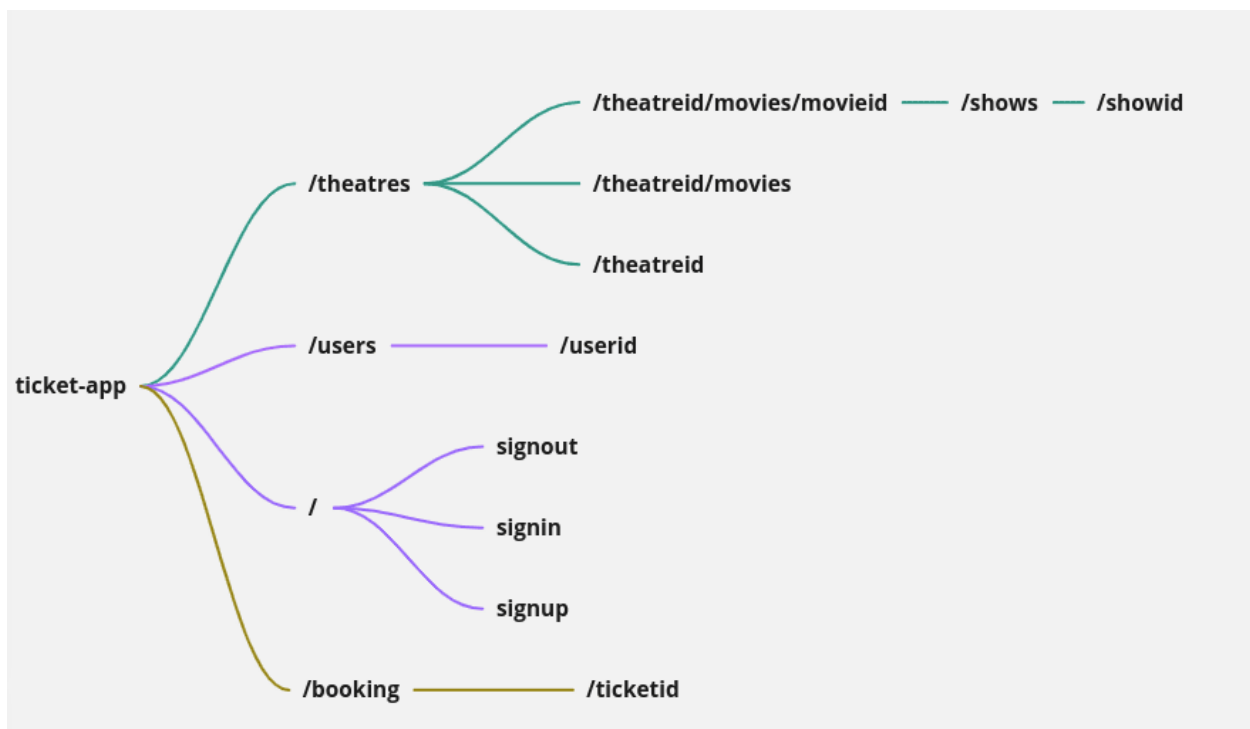 /theatreid/movies/movieid /shows /showid
/theatres /theatreid/movies
/theatreid
/users /userid
ticket-app
signout
/
signin
signup
/booking /ticketid